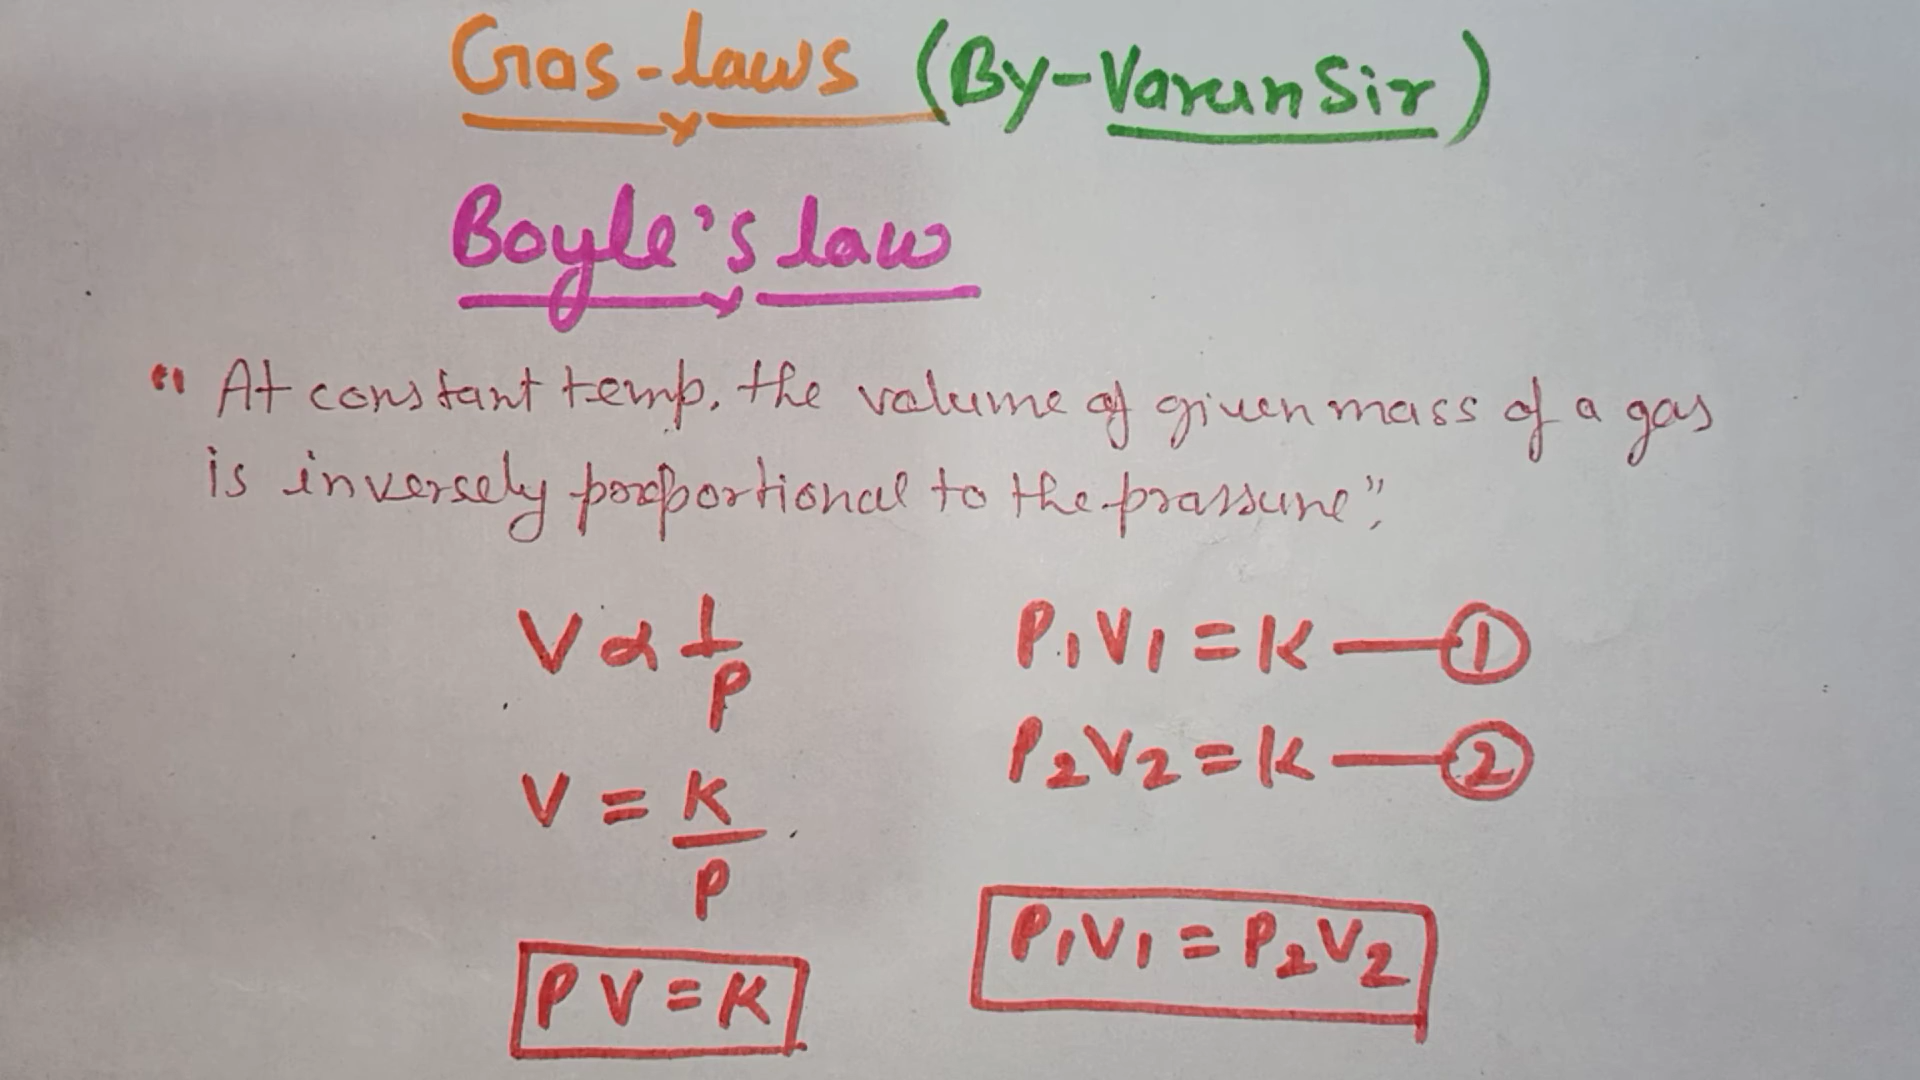 Gas-laws (By-Varun Sir)
Boyle's law
"At constant temp. the volume of given mass of a gas
is inversely proportional to the prassure".
V α 1/P
V = K/P
PV = K
P₁V₁ = K — ①
P₂V₂ = K — ②
P₁V₁ = P₂V₂